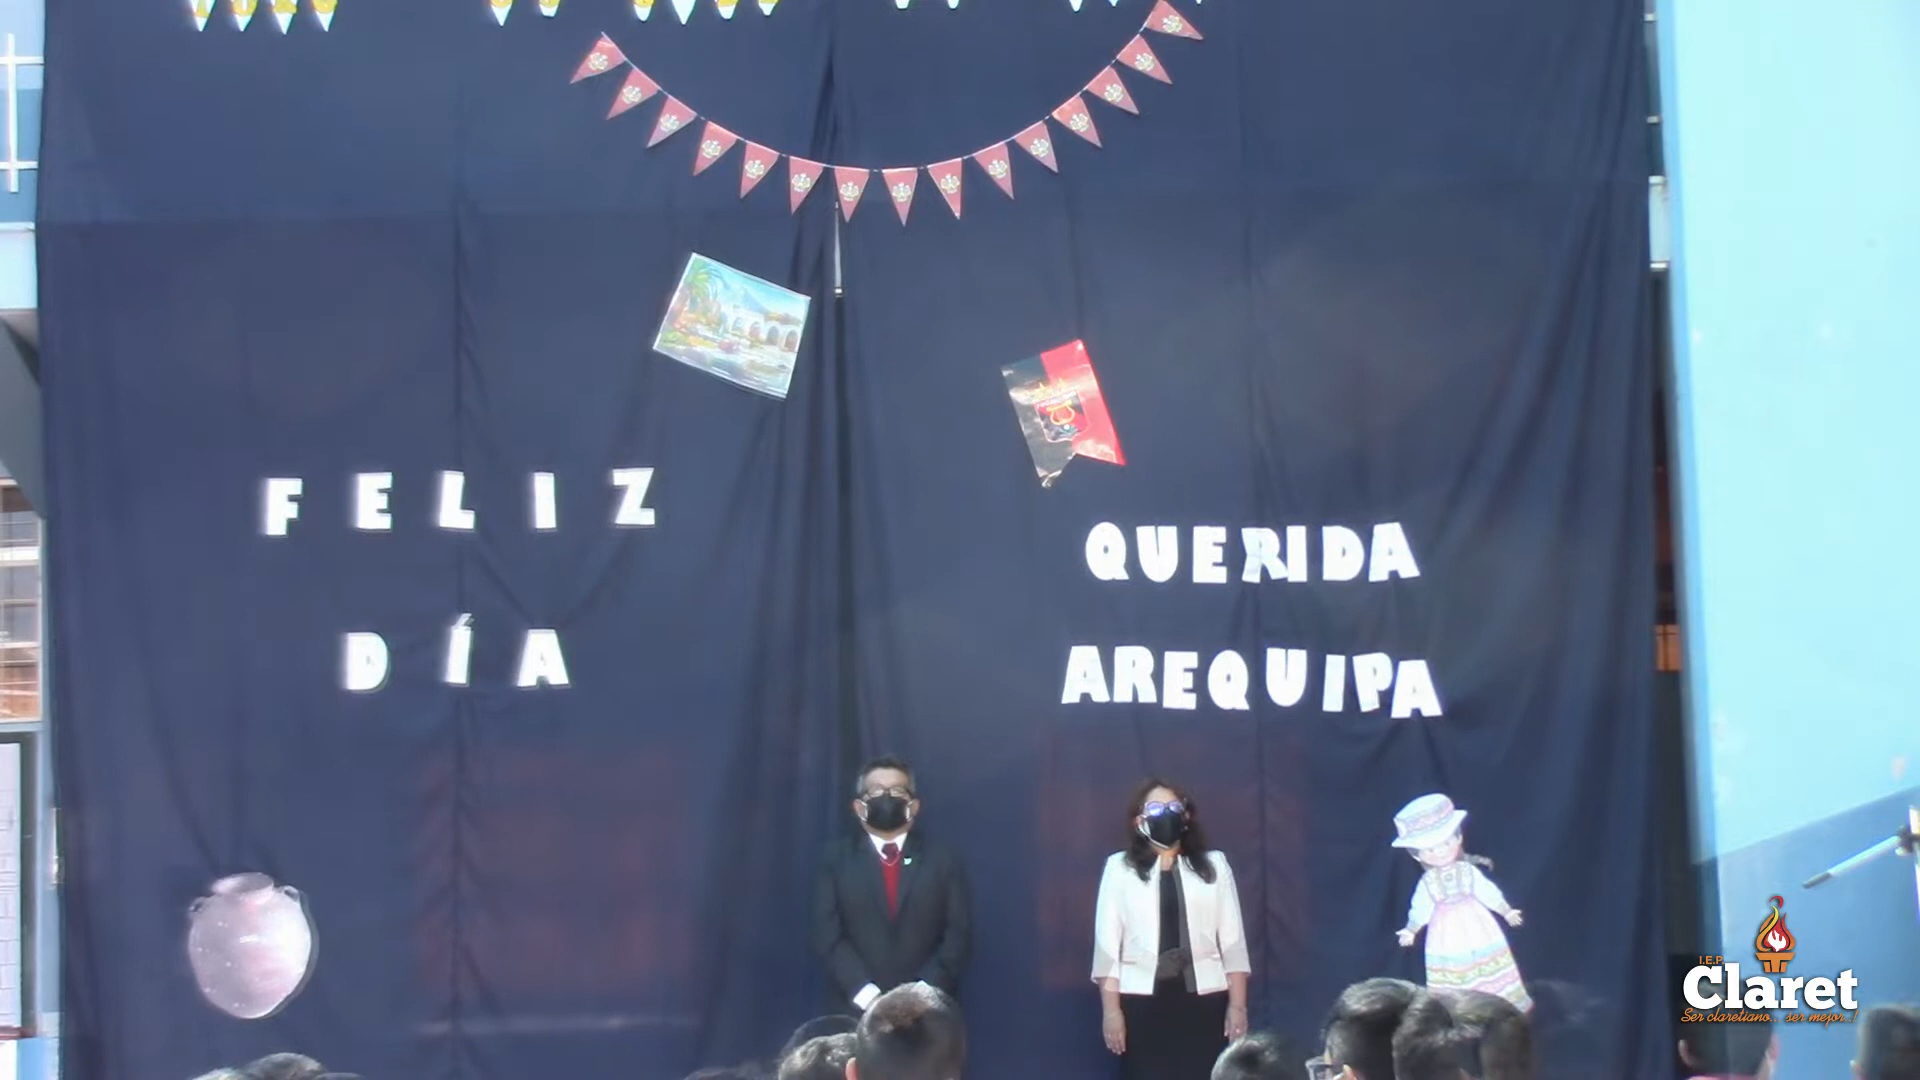 FELIZ
DÍA
QUERIDA
AREQUIPA
I.E.P.
Claret
Ser claretiano... ser mejor..!